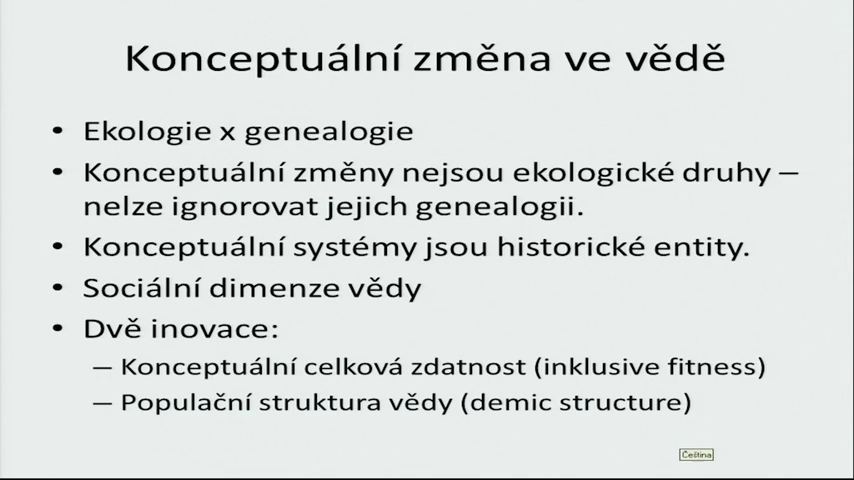 Konceptuální změna ve vědě
• Ekologie x genealogie
• Konceptuální změny nejsou ekologické druhy –
nelze ignorovat jejich genealogii.
• Konceptuální systémy jsou historické entity.
• Sociální dimenze vědy
• Dvě inovace:
– Konceptuální celková zdatnost (inklusive fitness)
– Populační struktura vědy (demic structure)
Čeština